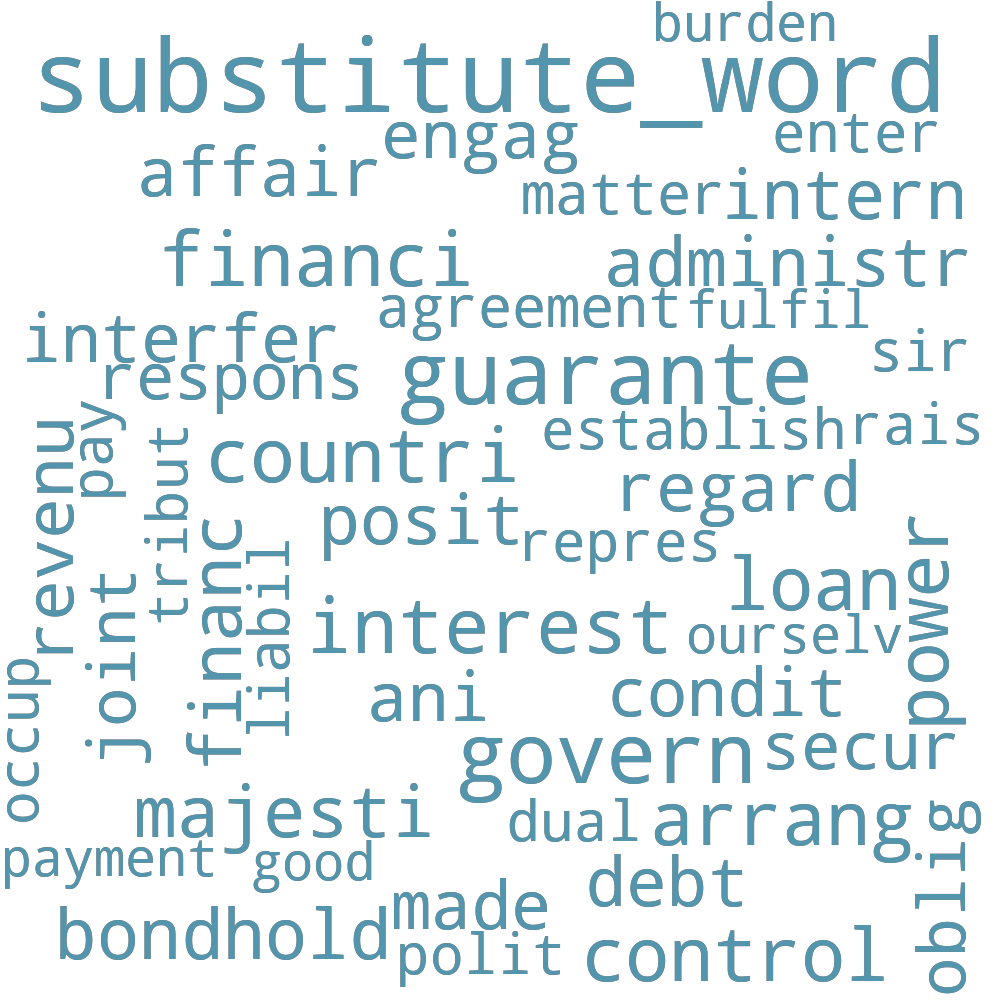 burden
substitute_word
engag
enter
affair
matter
intern
financi
administr
agreement
fulfil
interfer
sir
respons
guarante
revenu
pay
tribut
countri
establish
rais
regard
posit
repres
power
financ
liabil
joint
loan
interest
ourselv
occup
ani
condit
govern
secur
majesti
dual
arrang
oblig
payment
good
debt
made
bondhold
polit
control